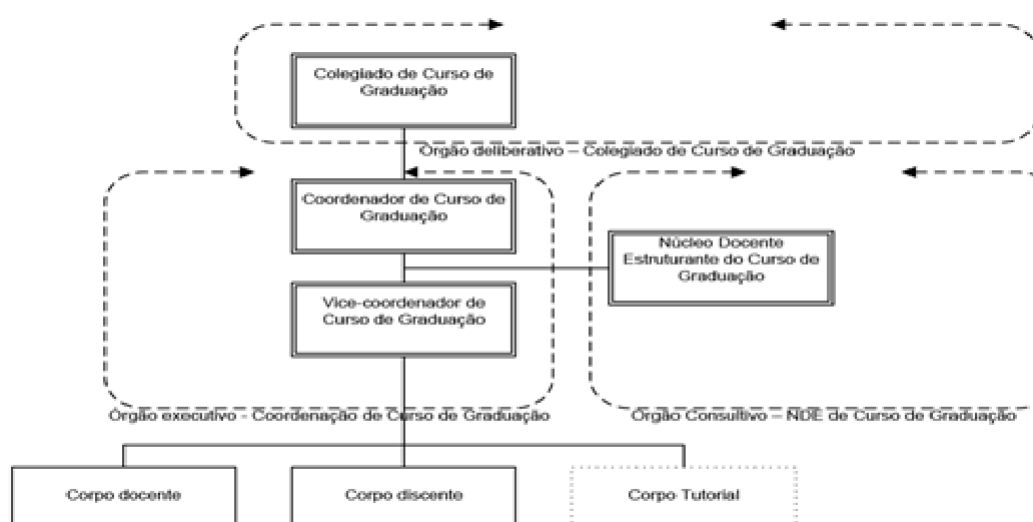 Colegiado de Curso de
Graduação
Órgão deliberativo – Colegiado de Curso de Graduação
Coordenador de Curso de
Graduação
Núcleo Docente
Estruturante do Curso de
Graduação
Vice-coordenador de
Curso de Graduação
Órgão executivo - Coordenação de Curso de Graduação
Órgão Consultivo – NDE de Curso de Graduação
Corpo docente
Corpo discente
Corpo Tutorial